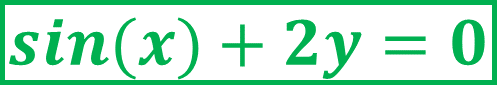 sin(x) + 2y = 0